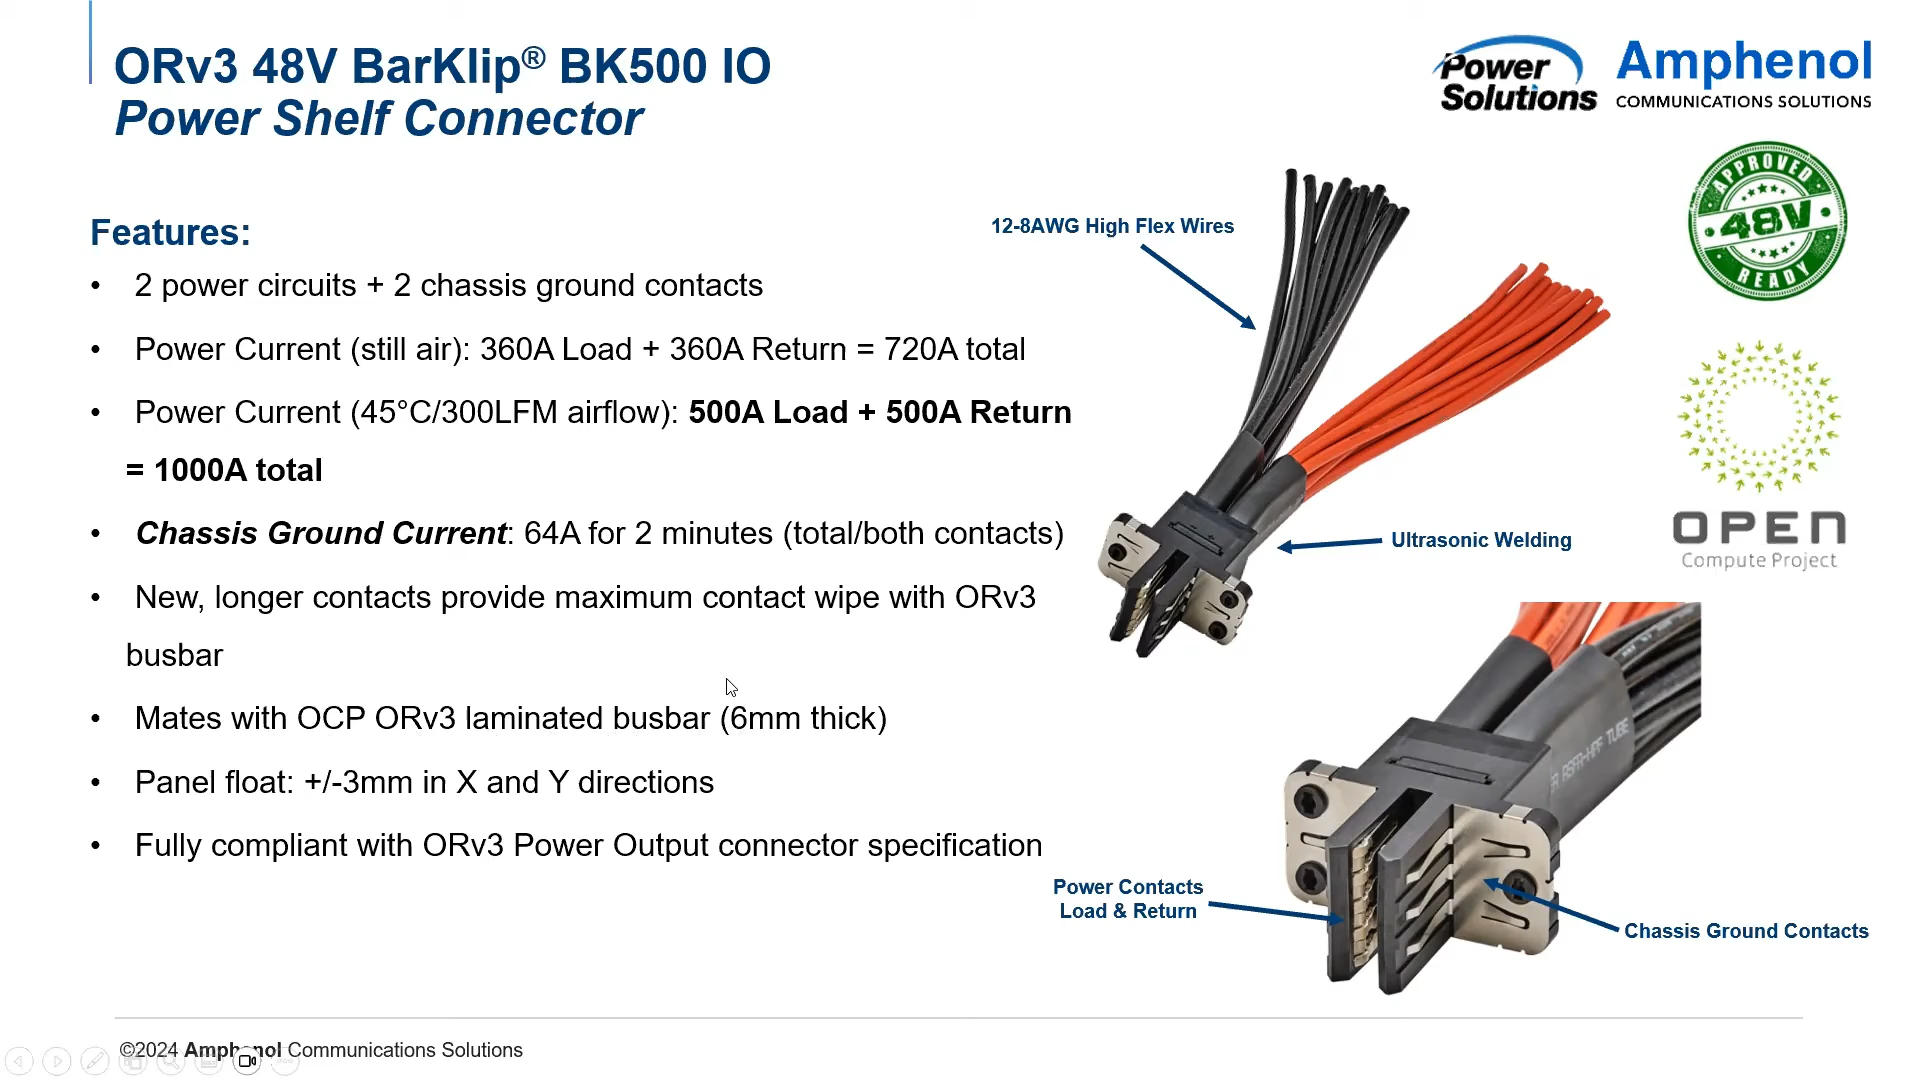 ORv3 48V BarKlip® BK500 IO
Power Shelf Connector
Power Solutions
Amphenol
COMMUNICATIONS SOLUTIONS
APPROVED
48V
READY
Features:
• 2 power circuits + 2 chassis ground contacts
• Power Current (still air): 360A Load + 360A Return = 720A total
• Power Current (45°C/300LFM airflow): 500A Load + 500A Return
= 1000A total
• Chassis Ground Current: 64A for 2 minutes (total/both contacts)
• New, longer contacts provide maximum contact wipe with ORv3
busbar
• Mates with OCP ORv3 laminated busbar (6mm thick)
• Panel float: +/-3mm in X and Y directions
• Fully compliant with ORv3 Power Output connector specification
12-8AWG High Flex Wires
Ultrasonic Welding
OPEN
Compute Project
Power Contacts
Load & Return
Chassis Ground Contacts
©2024 Amphenol Communications Solutions